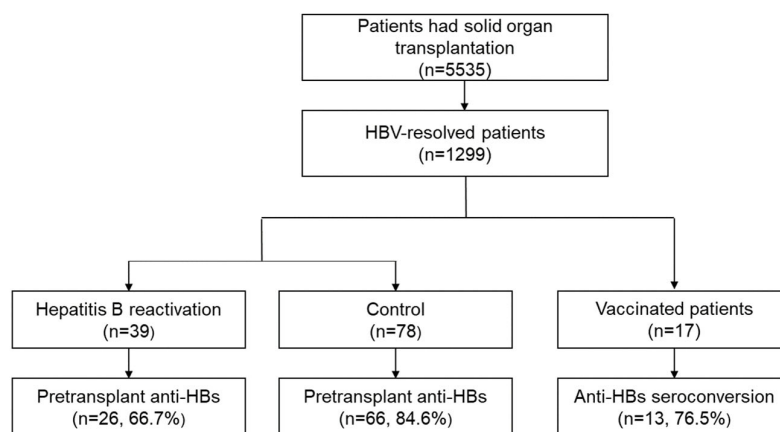 Patients had solid organ
transplantation
(n=5535)
HBV-resolved patients
(n=1299)
Hepatitis B reactivation
(n=39)
Control
(n=78)
Vaccinated patients
(n=17)
Pretransplant anti-HBs
(n=26, 66.7%)
Pretransplant anti-HBs
(n=66, 84.6%)
Anti-HBs seroconversion
(n=13, 76.5%)